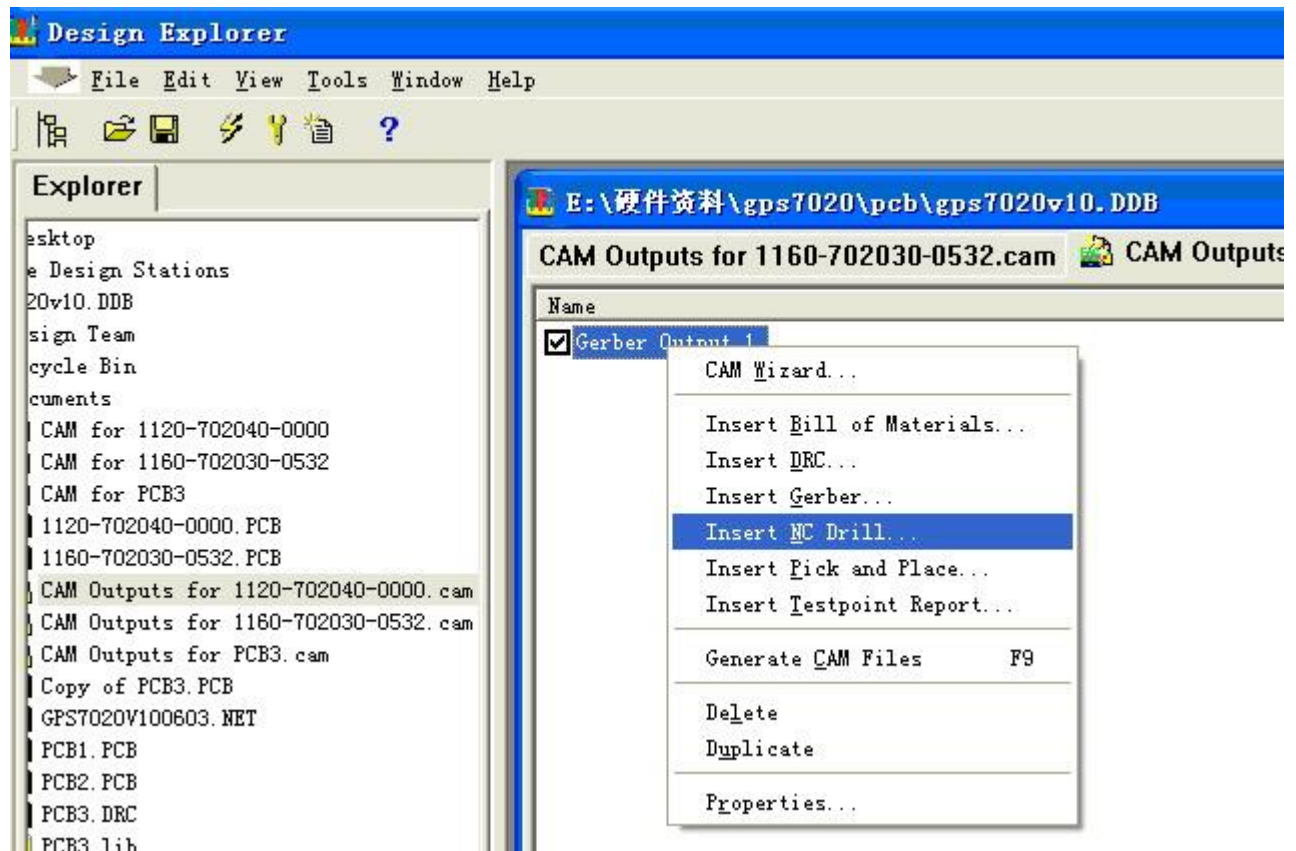 Design Explorer
File Edit View Tools Window Help
?
Explorer
esktop
e Design Stations
20v10.DDB
sign Team
cycle Bin
cuments
CAM for 1120-702040-0000
CAM for 1160-702030-0532
CAM for PCB3
1120-702040-0000.PCB
1160-702030-0532.PCB
CAM Outputs for 1120-702040-0000.cam
CAM Outputs for 1160-702030-0532.cam
CAM Outputs for PCB3.cam
Copy of PCB3.PCB
GPS7020V100603.NET
PCB1.PCB
PCB2.PCB
PCB3.DRC
PCB3.lib
E:\硬件资料\gps7020\pcb\gps7020v10.DDB
CAM Outputs for 1160-702030-0532.cam CAM Outputs
Name
Gerber Output 1
CAM Wizard...
Insert Bill of Materials...
Insert DRC...
Insert Gerber...
Insert NC Drill...
Insert Pick and Place...
Insert Testpoint Report...
Generate CAM Files F9
Delete
Duplicate
Properties...